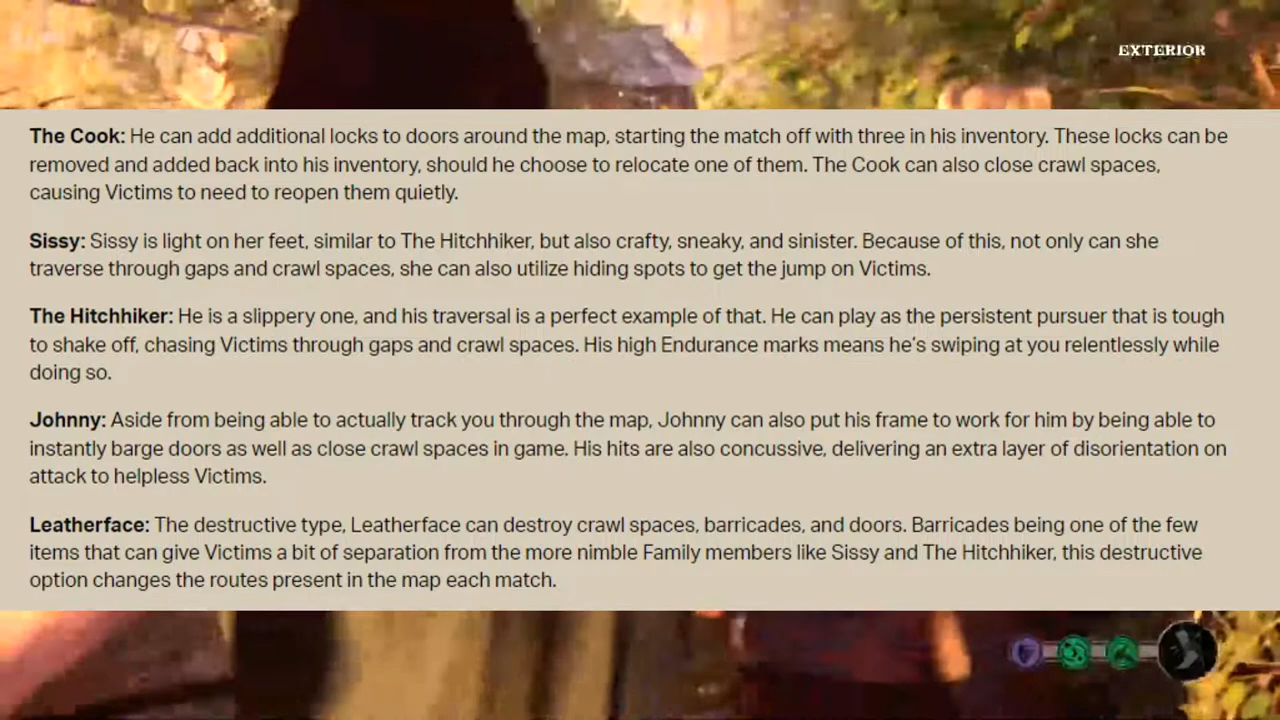 EXTERIOR
The Cook: He can add additional locks to doors around the map, starting the match off with three in his inventory. These locks can be
removed and added back into his inventory, should he choose to relocate one of them. The Cook can also close crawl spaces,
causing Victims to need to reopen them quietly.
Sissy: Sissy is light on her feet, similar to The Hitchhiker, but also crafty, sneaky, and sinister. Because of this, not only can she
traverse through gaps and crawl spaces, she can also utilize hiding spots to get the jump on Victims.
The Hitchhiker: He is a slippery one, and his traversal is a perfect example of that. He can play as the persistent pursuer that is tough
to shake off, chasing Victims through gaps and crawl spaces. His high Endurance marks means he's swiping at you relentlessly while
doing so.
Johnny: Aside from being able to actually track you through the map, Johnny can also put his frame to work for him by being able to
instantly barge doors as well as close crawl spaces in game. His hits are also concussive, delivering an extra layer of disorientation on
attack to helpless Victims.
Leatherface: The destructive type, Leatherface can destroy crawl spaces, barricades, and doors. Barricades being one of the few
items that can give Victims a bit of separation from the more nimble Family members like Sissy and The Hitchhiker, this destructive
option changes the routes present in the map each match.